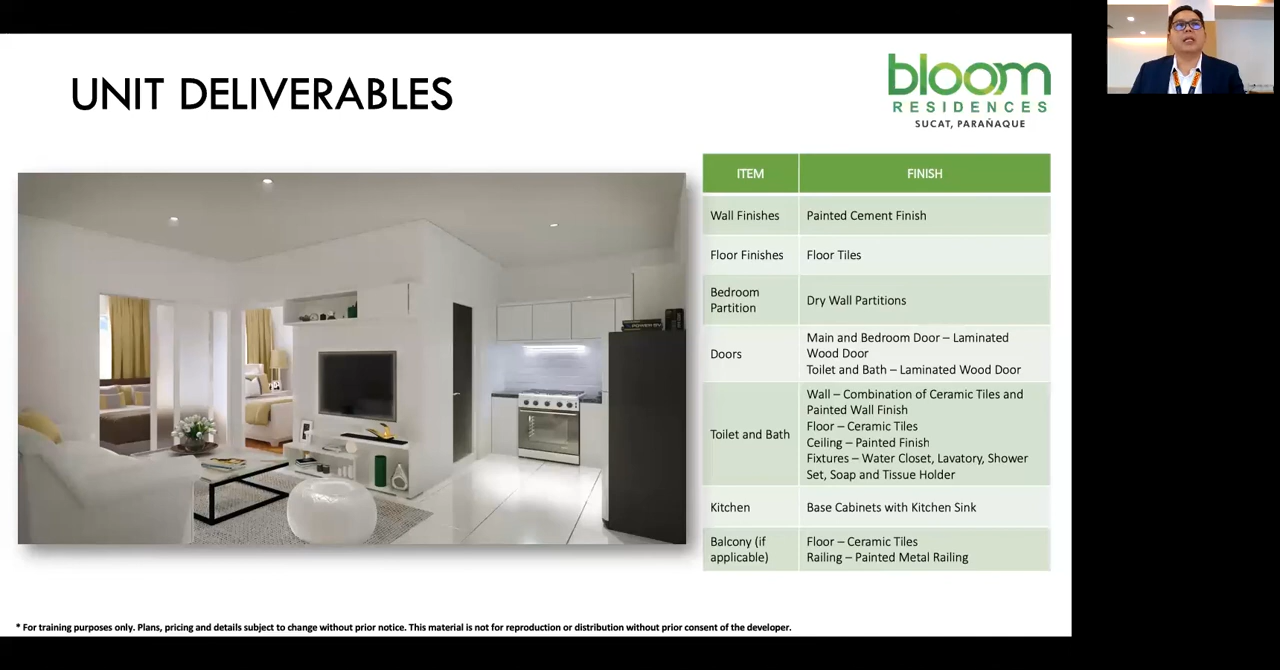 UNIT DELIVERABLES
bloom
RESIDENCES
SUCAT, PARAÑAQUE
ITEM
FINISH
Wall Finishes
Painted Cement Finish
Floor Finishes
Floor Tiles
Bedroom
Partition
Dry Wall Partitions
Doors
Main and Bedroom Door – Laminated
Wood Door
Toilet and Bath – Laminated Wood Door
Toilet and Bath
Wall – Combination of Ceramic Tiles and
Painted Wall Finish
Floor – Ceramic Tiles
Ceiling – Painted Finish
Fixtures – Water Closet, Lavatory, Shower
Set, Soap and Tissue Holder
Kitchen
Base Cabinets with Kitchen Sink
Balcony (if
applicable)
Floor – Ceramic Tiles
Railing – Painted Metal Railing
* For training purposes only. Plans, pricing and details subject to change without prior notice. This material is not for reproduction or distribution without prior consent of the developer.